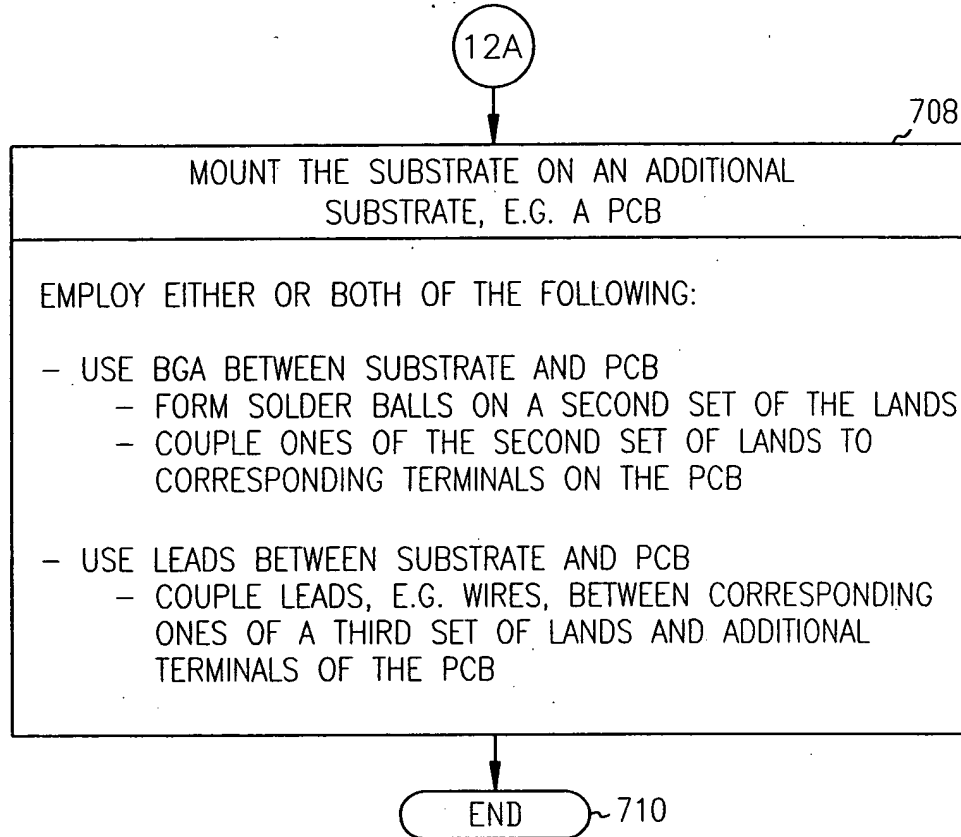 12A
708
MOUNT THE SUBSTRATE ON AN ADDITIONAL
SUBSTRATE, E.G. A PCB
EMPLOY EITHER OR BOTH OF THE FOLLOWING:
– USE BGA BETWEEN SUBSTRATE AND PCB
– FORM SOLDER BALLS ON A SECOND SET OF THE LANDS
– COUPLE ONES OF THE SECOND SET OF LANDS TO
CORRESPONDING TERMINALS ON THE PCB
– USE LEADS BETWEEN SUBSTRATE AND PCB
– COUPLE LEADS, E.G. WIRES, BETWEEN CORRESPONDING
ONES OF A THIRD SET OF LANDS AND ADDITIONAL
TERMINALS OF THE PCB
END
710